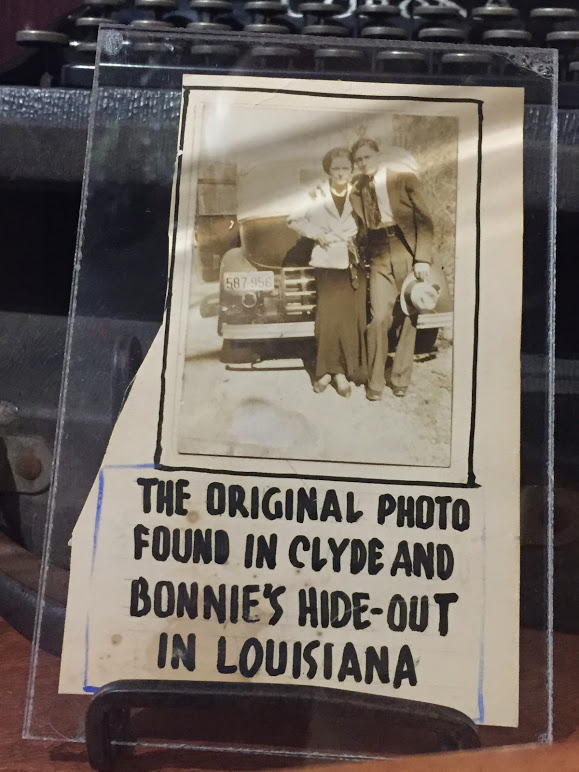 587·956
THE ORIGINAL PHOTO
FOUND IN CLYDE AND
BONNIE'S HIDE-OUT
IN LOUISIANA